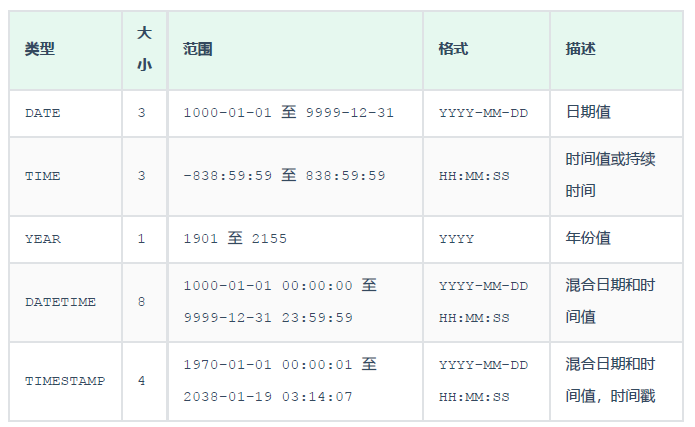 类型 大小 范围 格式 描述
DATE 3 1000-01-01 至 9999-12-31 YYYY-MM-DD 日期值
TIME 3 -838:59:59 至 838:59:59 HH:MM:SS 时间值或持续时间
YEAR 1 1901 至 2155 YYYY 年份值
DATETIME 8 1000-01-01 00:00:00 至 9999-12-31 23:59:59 YYYY-MM-DD HH:MM:SS 混合日期和时间值
TIMESTAMP 4 1970-01-01 00:00:01 至 2038-01-19 03:14:07 YYYY-MM-DD HH:MM:SS 混合日期和时间值，时间戳